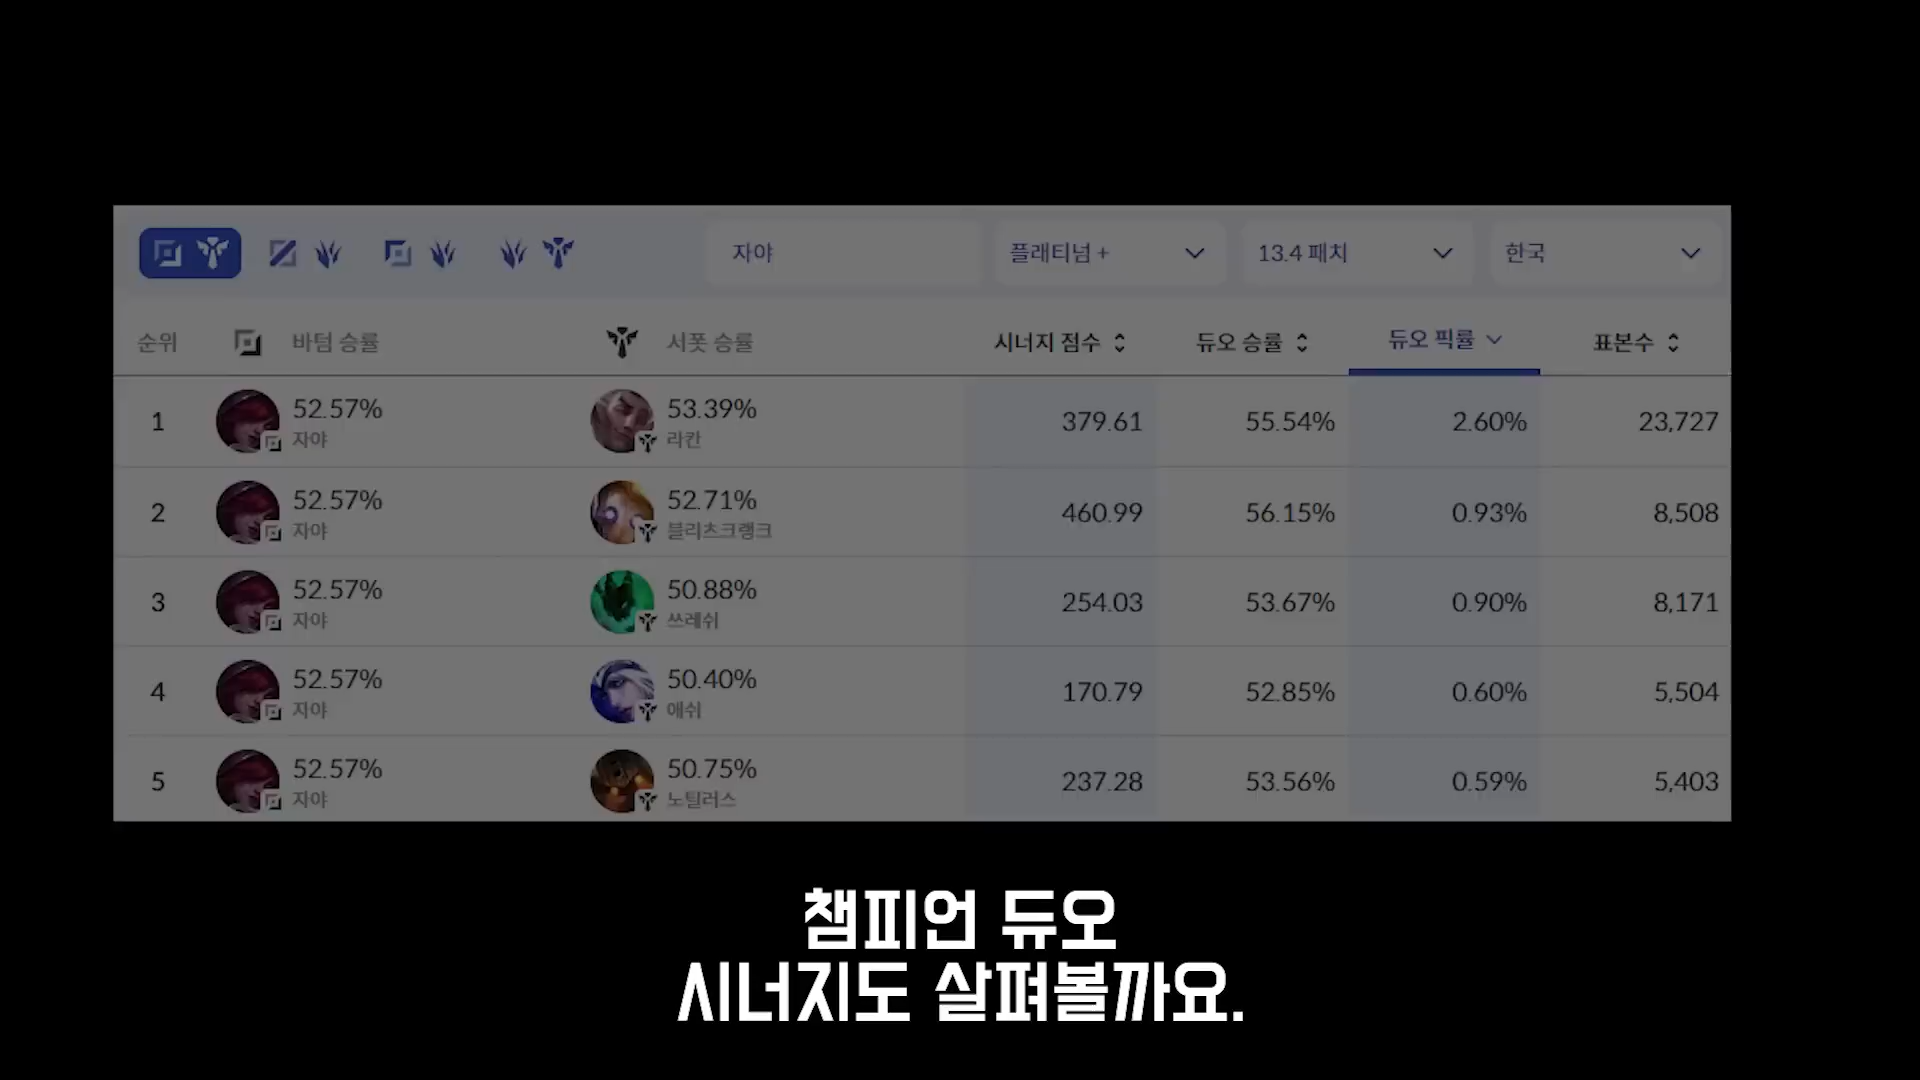 자야 플래티넘 + 13.4 패치 한국
순위 바텀 승률 서폿 승률 시너지 점수 듀오 승률 듀오 픽률 표본수
1 52.57% 53.39% 379.61 55.54% 2.60% 23,727
자야 라칸
2 52.57% 52.71% 460.99 56.15% 0.93% 8,508
자야 블리츠크랭크
3 52.57% 50.88% 254.03 53.67% 0.90% 8,171
자야 쓰레쉬
4 52.57% 50.40% 170.79 52.85% 0.60% 5,504
자야 애쉬
5 52.57% 50.75% 237.28 53.56% 0.59% 5,403
자야 노틸러스
챔피언 듀오
시너지도 살펴볼까요.